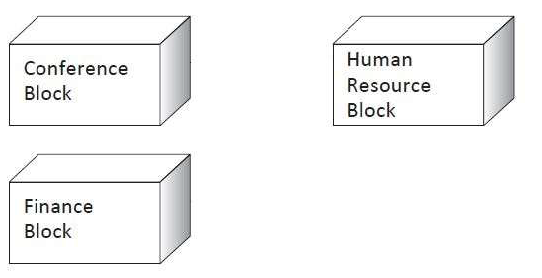 Conference
Block
Human
Resource
Block
Finance
Block